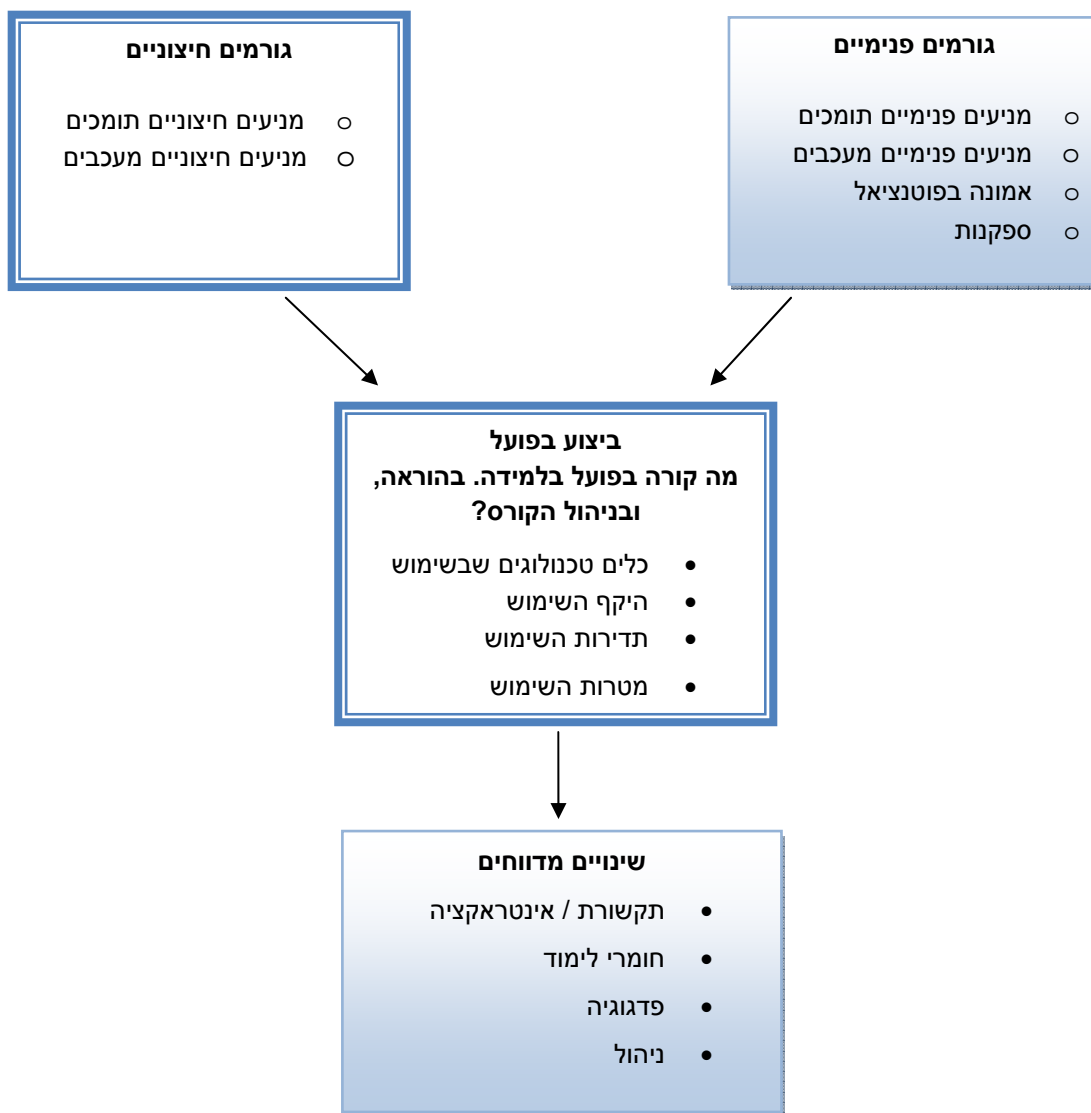 גורמים פנימיים
○ מניעים פנימיים תומכים
○ מניעים פנימיים מעכבים
○ אמונה בפוטנציאל
○ ספקנות
גורמים חיצוניים
○ מניעים חיצוניים תומכים
○ מניעים חיצוניים מעכבים
ביצוע בפועל
מה קורה בפועל בלמידה. בהוראה,
ובניהול הקורס?
• כלים טכנולוגים שבשימוש
• היקף השימוש
• תדירות השימוש
• מטרות השימוש
שינויים מדווחים
• תקשורת / אינטראקציה
• חומרי לימוד
• פדגוגיה
• ניהול